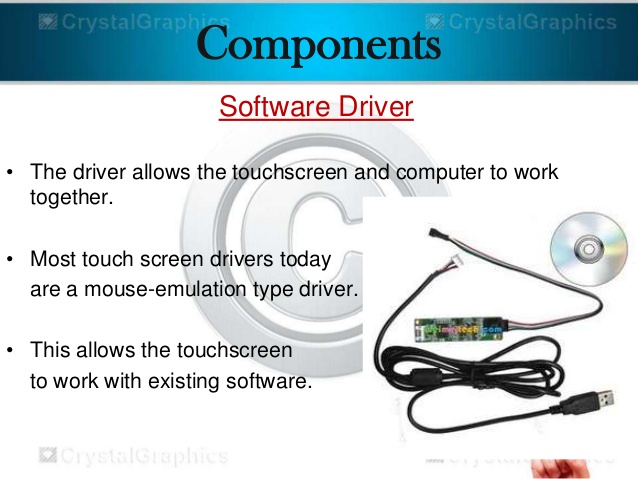 CrystalGraphics CrystalGraphics
Components
Software Driver
• The driver allows the touchscreen and computer to work
together.
• Most touch screen drivers today
are a mouse-emulation type driver.
• This allows the touchscreen
to work with existing software.
CrystalGraphics CrystalGraphics